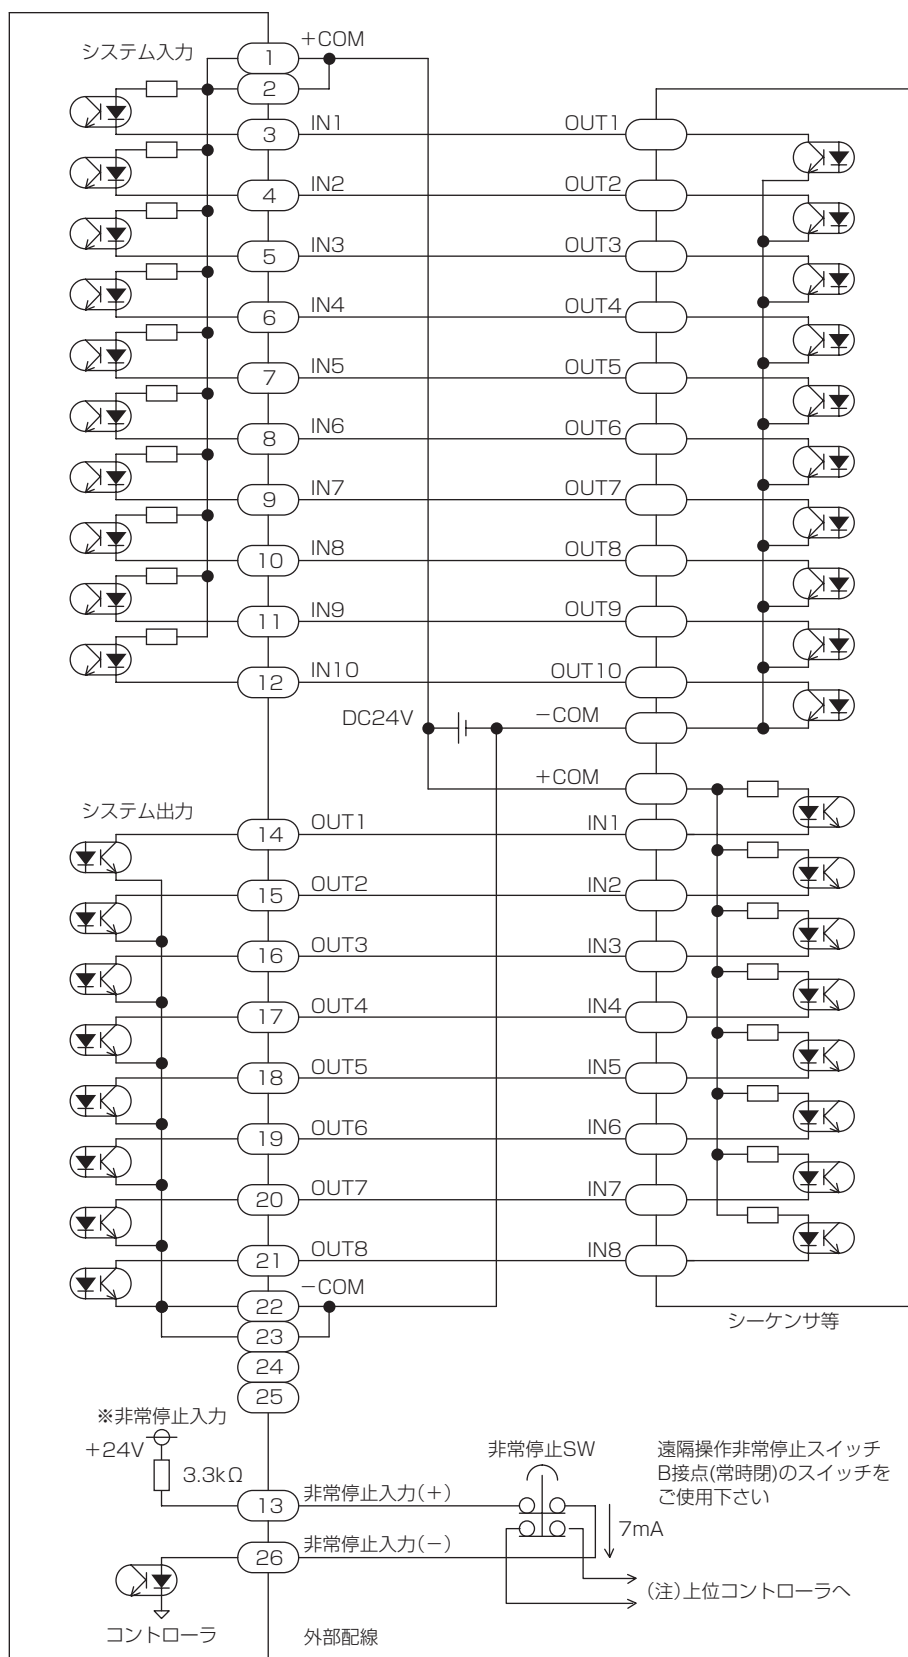 システム入力
1
+COM
2
3
IN1
OUT1
4
IN2
OUT2
5
IN3
OUT3
6
IN4
OUT4
7
IN5
OUT5
8
IN6
OUT6
9
IN7
OUT7
10
IN8
OUT8
11
IN9
OUT9
12
IN10
OUT10
DC24V
−COM
+COM
システム出力
14
OUT1
IN1
15
OUT2
IN2
16
OUT3
IN3
17
OUT4
IN4
18
OUT5
IN5
19
OUT6
IN6
20
OUT7
IN7
21
OUT8
IN8
22
−COM
23
24
25
シーケンサ等
※非常停止入力
+24V
3.3kΩ
13
非常停止入力(+)
非常停止SW
遠隔操作非常停止スイッチ
B接点(常時閉)のスイッチを
ご使用下さい
7mA
26
非常停止入力(−)
(注)上位コントローラへ
コントローラ
外部配線